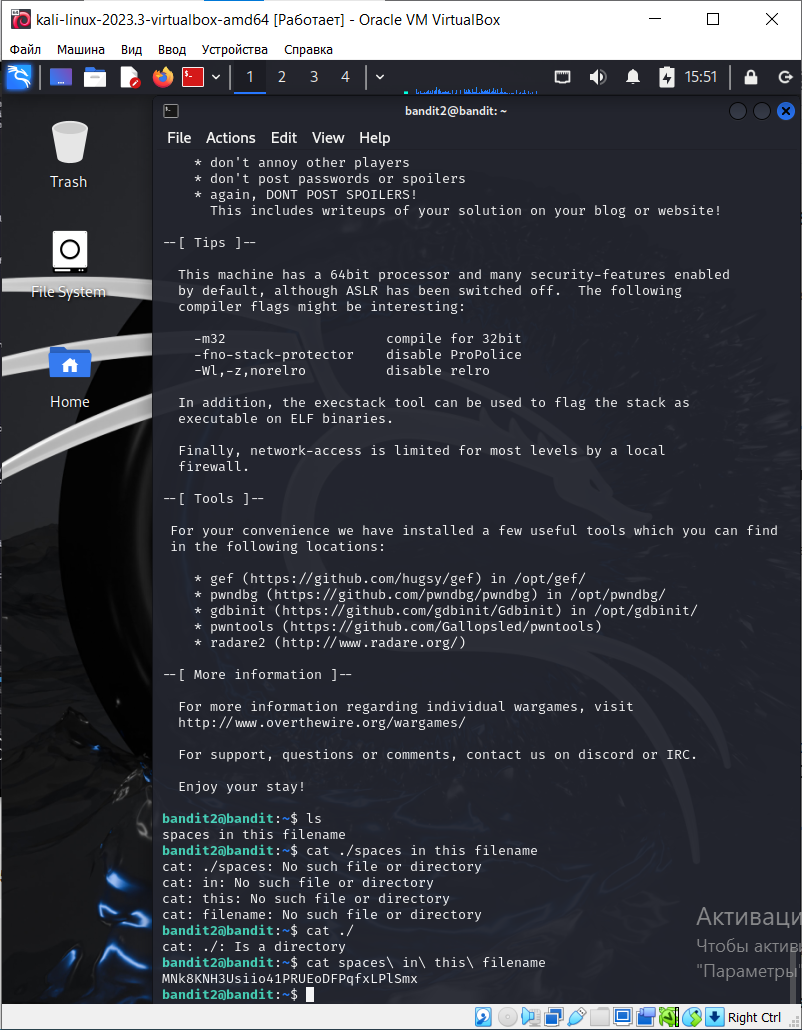 kali-linux-2023.3-virtualbox-amd64 [Работает] - Oracle VM VirtualBox
Файл Машина Вид Ввод Устройства Справка
1 2 3 4 15:51
bandit2@bandit: ~
File Actions Edit View Help
Trash
File System
Home
* don't annoy other players
* don't post passwords or spoilers
* again, DONT POST SPOILERS!
This includes writeups of your solution on your blog or website!
--[ Tips ]--
This machine has a 64bit processor and many security-features enabled
by default, although ASLR has been switched off.  The following
compiler flags might be interesting:
-m32                    compile for 32bit
-fno-stack-protector    disable ProPolice
-Wl,-z,norelro          disable relro
In addition, the execstack tool can be used to flag the stack as
executable on ELF binaries.
Finally, network-access is limited for most levels by a local
firewall.
--[ Tools ]--
For your convenience we have installed a few useful tools which you can find
in the following locations:
* gef (https://github.com/hugsy/gef) in /opt/gef/
* pwndbg (https://github.com/pwndbg/pwndbg) in /opt/pwndbg/
* gdbinit (https://github.com/gdbinit/Gdbinit) in /opt/gdbinit/
* pwntools (https://github.com/Gallopsled/pwntools)
* radare2 (http://www.radare.org/)
--[ More information ]--
For more information regarding individual wargames, visit
http://www.overthewire.org/wargames/
For support, questions or comments, contact us on discord or IRC.
Enjoy your stay!
bandit2@bandit:~$ ls
spaces in this filename
bandit2@bandit:~$ cat ./spaces in this filename
cat: ./spaces: No such file or directory
cat: in: No such file or directory
cat: this: No such file or directory
cat: filename: No such file or directory
bandit2@bandit:~$ cat ./
cat: ./: Is a directory
bandit2@bandit:~$ cat spaces\ in\ this\ filename
MNk8KNH3Usiio41PRUEoDFPqfxLPlSmx
bandit2@bandit:~$
Активаци
Чтобы активи
"Параметры
Right Ctrl